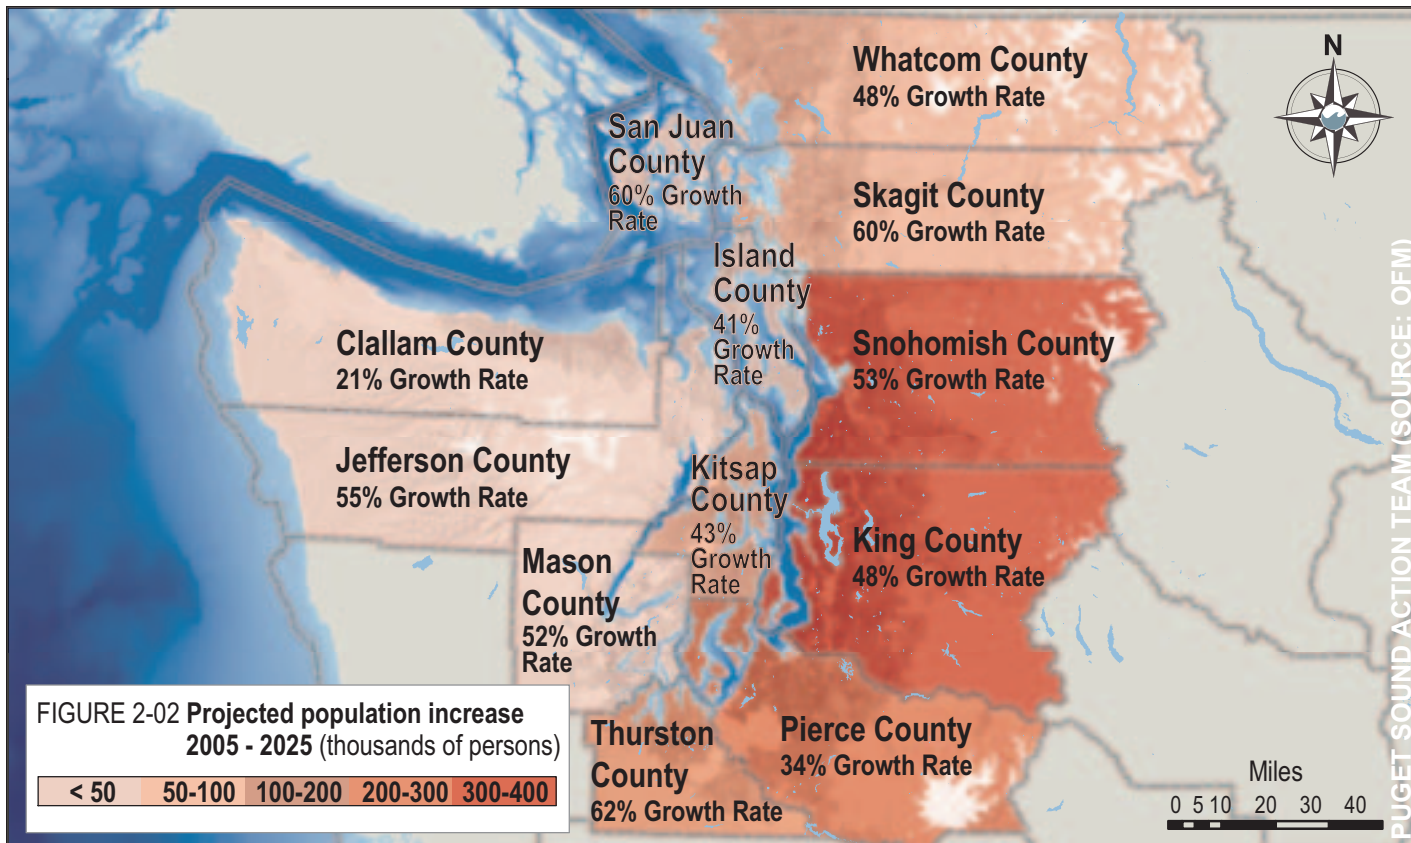 Whatcom County
48% Growth Rate
N
San Juan
County
60% Growth
Rate
Skagit County
60% Growth Rate
Island
County
41%
Growth
Rate
Clallam County
21% Growth Rate
Snohomish County
53% Growth Rate
Jefferson County
55% Growth Rate
Kitsap
County
43%
Growth
Rate
King County
48% Growth Rate
Mason
County
52% Growth
Rate
FIGURE 2-02 Projected population increase
2005 - 2025 (thousands of persons)
< 50 50-100 100-200 200-300 300-400
Thurston
County
62% Growth Rate
Pierce County
34% Growth Rate
Miles
0 5 10 20 30 40
PUGET SOUND ACTION TEAM (SOURCE: OFM)